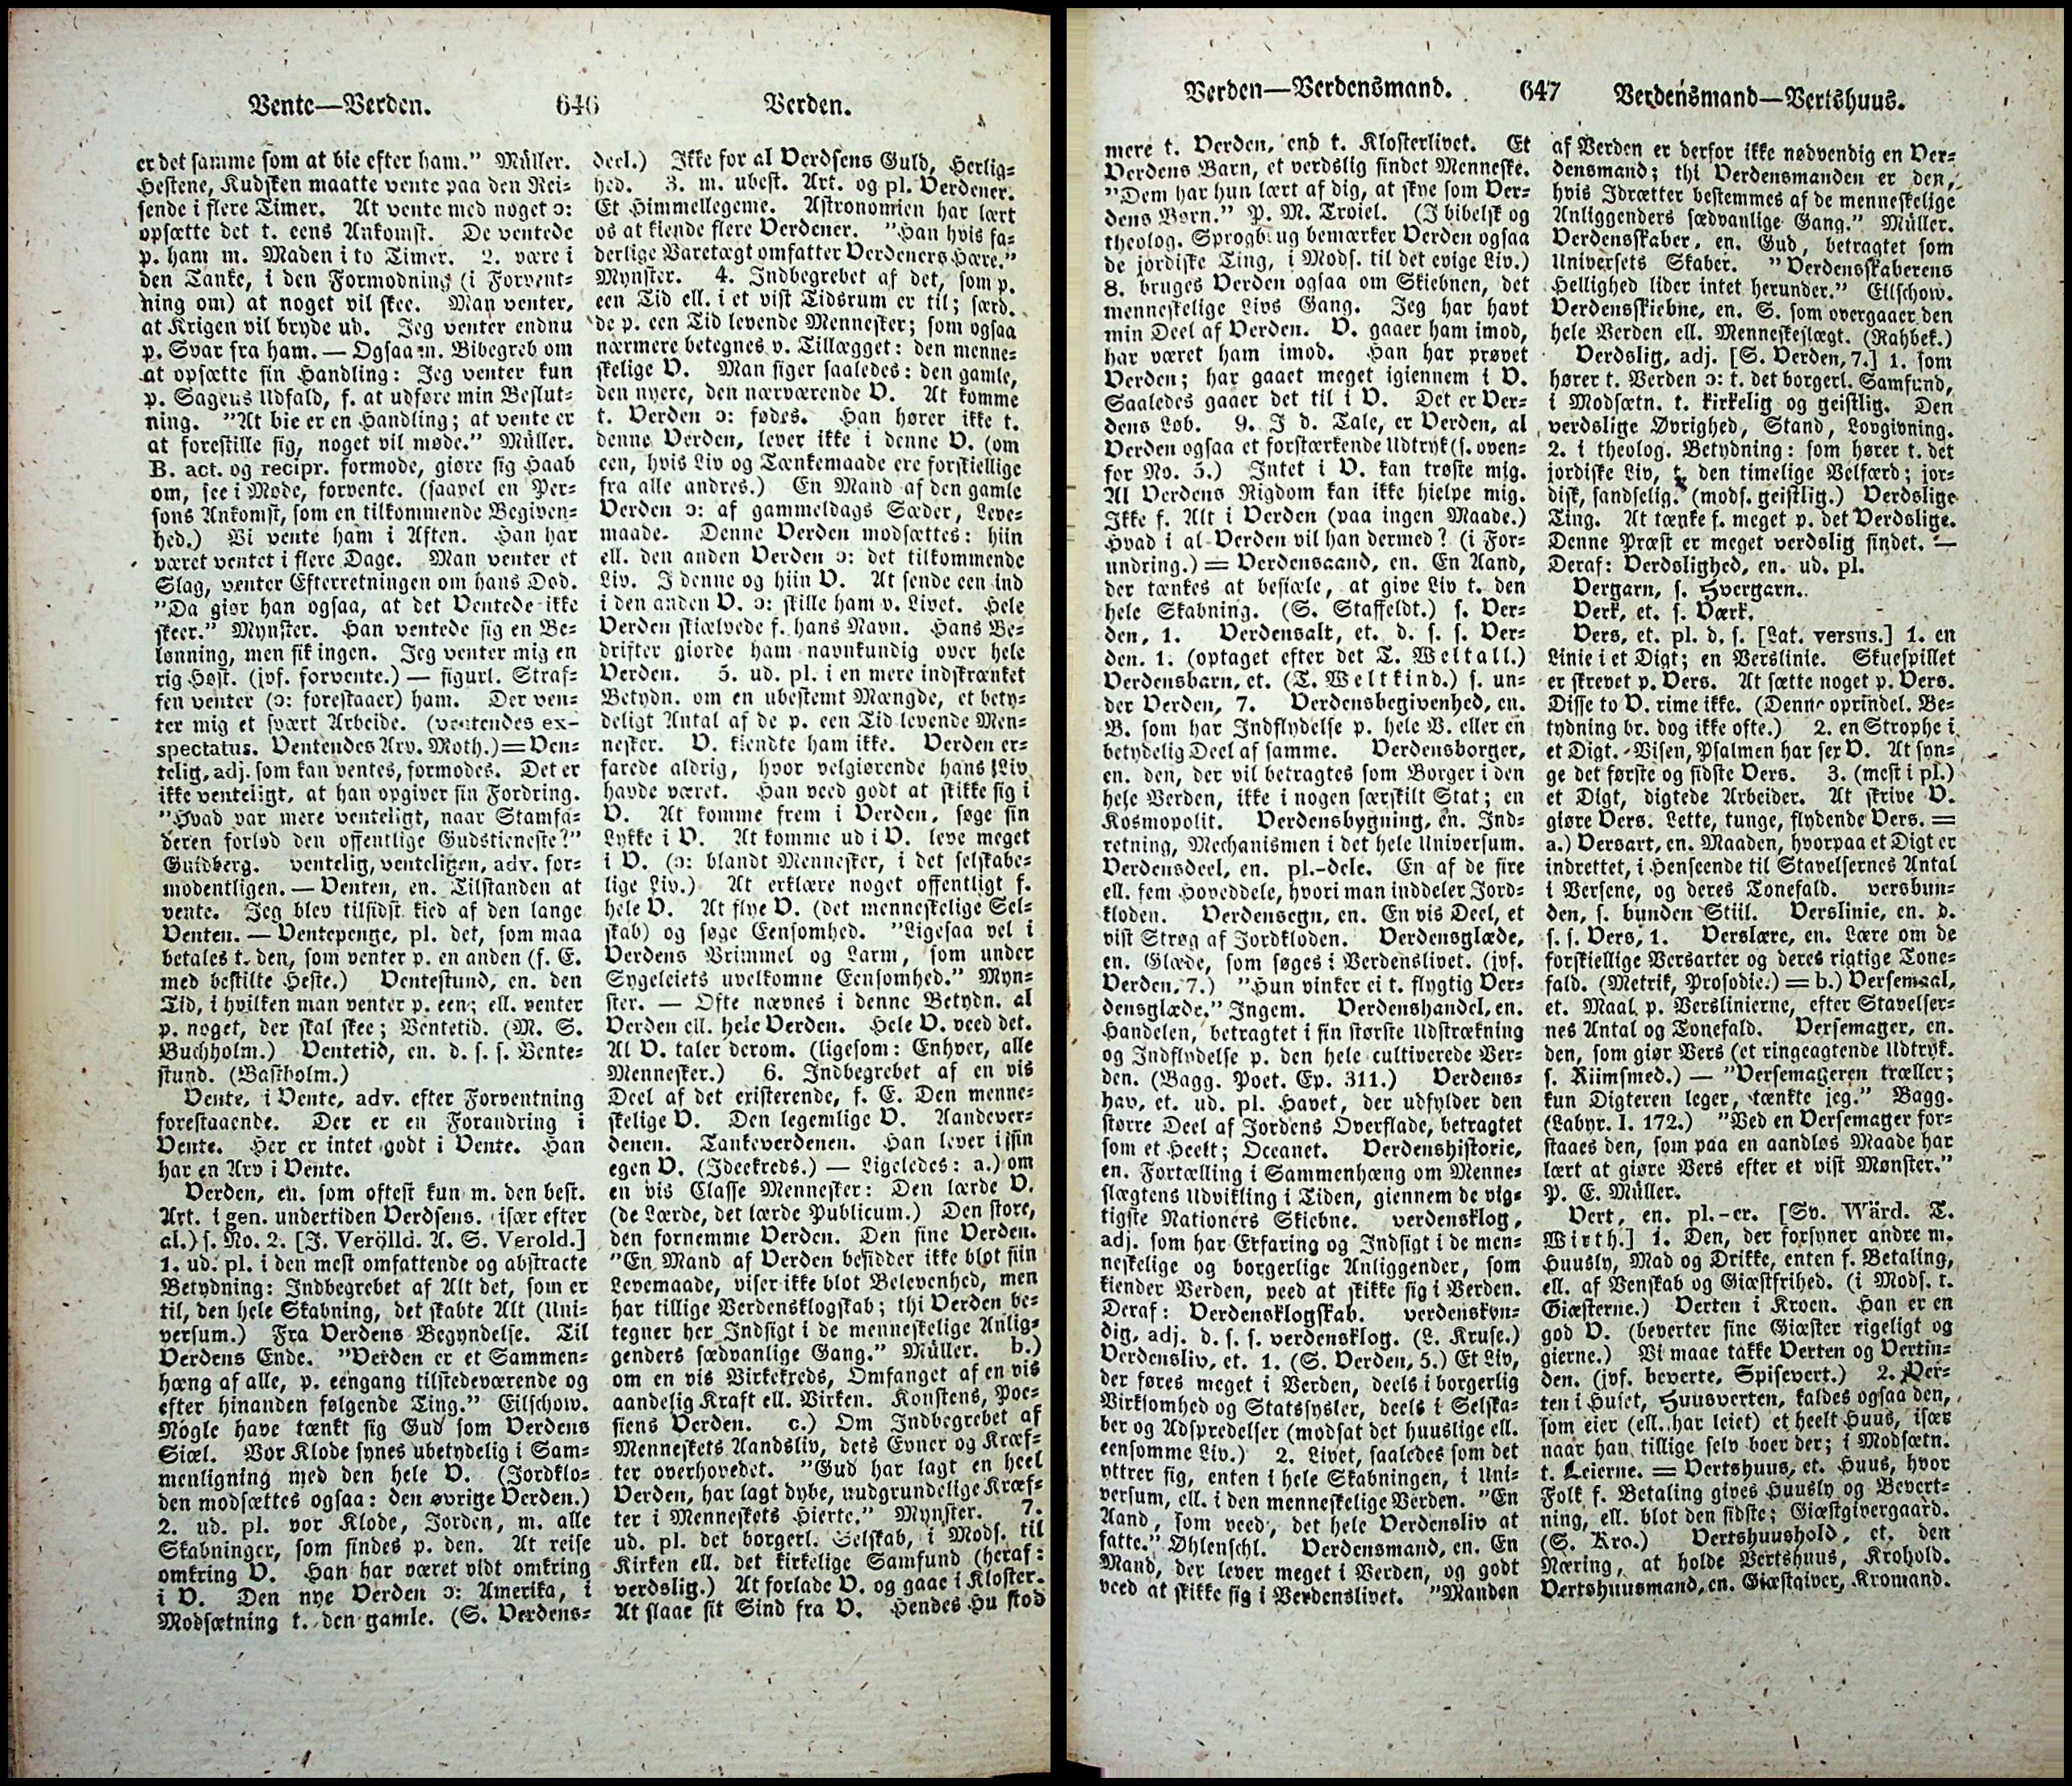 Vente—Verden.
646
Verden.
er det samme som at bie efter ham." Müller.
Hestene, Kudsken maatte vente paa den Rei-
sende i flere Timer. At vente med noget ɔ:
opsætte det t. eens Ankomst. De ventede
p. ham m. Maden i to Timer. 2. være i
den Tanke, i den Formodning (i Forvent-
ning om) at noget vil skee. Man venter,
at Krigen vil bryde ud. Jeg venter endnu
p. Svar fra ham. — Ogsaa m. Bibegreb om
at opsætte sin Handling: Jeg venter kun
p. Sagens Udfald, f. at udføre min Beslut-
ning. "At bie er en Handling; at vente er
at forestille sig, noget vil møde." Müller.
B. act. og recipr. formode, giøre sig Haab
om, see i Møde, forvente. (saavel en Per-
sons Ankomst, som en tilkommende Begiven-
hed.) Vi vente ham i Aften. Han har
været ventet i flere Dage. Man venter et
Slag, venter Efterretningen om hans Død.
"Da giør han ogsaa, at det Ventede ikke
skeer." Mynster. Han ventede sig en Be-
lønning, men fik ingen. Jeg venter mig en
rig Høst. (jvf. forvente.) — figurl. Straf-
fen venter (ɔ: forestaaer) ham. Der ven-
ter mig et svært Arbeide. (ventendes ex-
spectatus. Ventendes Arv. Moth.) = Ven-
telig, adj. som kan ventes, formodes. Det er
ikke venteligt, at han opgiver sin Fordring.
"Hvad var mere venteligt, naar Stamfa-
deren forlod den offentlige Gudstieneste?"
Guldberg. ventelig, venteligen, adv. for-
modentligen. — Venten, en. Tilstanden at
vente. Jeg blev tilsidst kied af den lange
Venten. — Ventepenge, pl. det, som maa
betales t. den, som venter p. en anden (f. E.
med bestilte Heste.) Ventestund, en. den
Tid, i hvilken man venter p. een; ell. venter
p. noget, der skal skee; Ventetid. (M. S.
Buchholm.) Ventetid, en. d. s. s. Vente-
stund. (Bastholm.)
Vente, i Vente, adv. efter Forventning
forestaaende. Der er en Forandring i
Vente. Her er intet godt i Vente. Han
har en Arv i Vente.
Verden, en. som oftest kun m. den best.
Art. i gen. undertiden Verdsens. især efter
al.) s. No. 2. [J. Verölld. A. S. Verold.]
1. ud. pl. i den mest omfattende og abstracte
Betydning: Indbegrebet af Alt det, som er
til, den hele Skabning, det skabte Alt (Uni-
versum.) Fra Verdens Begyndelse. Til
Verdens Ende. "Verden er et Sammen-
hæng af alle, p. eengang tilstedeværende og
efter hinanden følgende Ting." Eilschow.
Nogle have tænkt sig Gud som Verdens
Siæl. Vor Klode synes ubetydelig i Sam-
menligning med den hele V. (Jordklo-
den modsættes ogsaa: den øvrige Verden.)
2. ud. pl. vor Klode, Jorden, m. alle
Skabninger, som findes p. den. At reise
omkring V. Han har været vidt omkring
i V. Den nye Verden ɔ: Amerika, i
Modsætning t. den gamle. (S. Verdens-
deel.) Ikke for al Verdsens Guld, Herlig-
hed. 3. m. ubest. Art. og pl. Verdener.
Et Himmellegeme. Astronomien har lært
os at kiende flere Verdener. "Han hvis fa-
derlige Varetægt omfatter Verdeners Hære."
Mynster. 4. Indbegrebet af det, som p.
een Tid ell. i et vist Tidsrum er til; særd.
de p. een Tid levende Mennesker; som ogsaa
nærmere betegnes v. Tillægget: den menne-
skelige V. Man siger saaledes: den gamle,
den nyere, den nærværende V. At komme
t. Verden ɔ: fødes. Han hører ikke t.
denne Verden, lever ikke i denne V. (om
een, hvis Liv og Tænkemaade ere forskiellige
fra alle andres.) En Mand af den gamle
Verden ɔ: af gammeldags Sæder, Leve-
maade. Denne Verden modsættes: hiin
ell. den anden Verden ɔ: det tilkommende
Liv. I denne og hiin V. At sende een ind
i den anden V. ɔ: skille ham v. Livet. Hele
Verden skiælvede f. hans Navn. Hans Be-
drifter giorde ham navnkundig over hele
Verden. 5. ud. pl. i en mere indskrænket
Betydn. om en ubestemt Mængde, et bety-
deligt Antal af de p. een Tid levende Men-
nesker. V. kiendte ham ikke. Verden er-
farede aldrig, hvor velgiørende hans Liv
havde været. Han veed godt at skikke sig i
V. At komme frem i Verden, søge sin
Lykke i V. At komme ud i V. leve meget
i V. (ɔ: blandt Mennesker, i det selskabe-
lige Liv.) At erklære noget offentligt f.
hele V. At flye V. (det menneskelige Sel-
skab) og søge Eensomhed. "Ligesaa vel i
Verdens Vrimmel og Larm, som under
Sygeleiets uvelkomne Eensomhed." Myn-
ster. — Ofte nævnes i denne Betydn. al
Verden ell. hele Verden. Hele V. veed det.
Al V. taler derom. (ligesom: Enhver, alle
Mennesker.) 6. Indbegrebet af en vis
Deel af det existerende, f. E. Den menne-
skelige V. Den legemlige V. Aandever-
denen. Tankeverdenen. Han lever i sin
egen V. (Ideekreds.) — Ligeledes: a.) om
en vis Classe Mennesker: Den lærde V.
(de Lærde, det lærde Publicum.) Den store,
den fornemme Verden. Den fine Verden.
"En Mand af Verden besidder ikke blot fiin
Levemaade, viser ikke blot Belevenhed, men
har tillige Verdensklogskab; thi Verden be-
tegner her Indsigt i de menneskelige Anlig-
genders sædvanlige Gang." Müller. b.)
om en vis Virkekreds, Omfanget af en vis
aandelig Kraft ell. Virken. Konstens, Poe-
siens Verden. c.) Om Indbegrebet af
Menneskets Aandsliv, dets Evner og Kræf-
ter overhovedet. "Gud har lagt en heel
Verden, har lagt dybe, uudgrundelige Kræf-
ter i Menneskets Hierte." Mynster. 7.
ud. pl. det borgerl. Selskab, i Mods. til
Kirken ell. det kirkelige Samfund (heraf:
verdslig.) At forlade V. og gaae i Kloster.
At slaae sit Sind fra V. Hendes Hu stod
Verden—Verdensmand.
647
Verdensmand—Vertshuus.
mere t. Verden, end t. Klosterlivet. Et
Verdens Barn, et verdslig sindet Menneske.
"Dem har hun lært af dig, at skye som Ver-
dens Børn." P. M. Troiel. (I bibelsk og
theolog. Sprogbrug bemærker Verden ogsaa
de jordiske Ting, i Mods. til det evige Liv.)
8. bruges Verden ogsaa om Skiebnen, det
menneskelige Livs Gang. Jeg har havt
min Deel af Verden. V. gaaer ham imod,
har været ham imod. Han har prøvet
Verden; har gaaet meget igiennem i V.
Saaledes gaaer det til i V. Det er Ver-
dens Løb. 9. I d. Tale, er Verden, al
Verden ogsaa et forstærkende Udtryk (s. oven-
for No. 5.) Intet i V. kan trøste mig.
Al Verdens Rigdom kan ikke hielpe mig.
Ikke f. Alt i Verden (paa ingen Maade.)
Hvad i al Verden vil han dermed? (i For-
undring.) = Verdensaand, en. En Aand,
der tænkes at besiæle, at give Liv t. den
hele Skabning. (S. Staffeldt.) s. Ver-
den, 1. Verdensalt, et. d. s. s. Ver-
den. 1. (optaget efter det T. Weltall.)
Verdensbarn, et. (T. Weltkind.) s. un-
der Verden, 7. Verdensbegivenhed, en.
B. som har Indflydelse p. hele V. eller en
betydelig Deel af samme. Verdensborger,
en. den, der vil betragtes som Borger i den
hele Verden, ikke i nogen særskilt Stat; en
Kosmopolit. Verdensbygning, en. Ind-
retning, Mechanismen i det hele Universum.
Verdensdeel, en. pl.-dele. En af de fire
ell. fem Hoveddele, hvori man inddeler Jord-
kloden. Verdensegn, en. En vis Deel, et
vist Strøg af Jordkloden. Verdensglæde,
en. Glæde, som søges i Verdenslivet. (jvf.
Verden, 7.) "Hun vinker ei t. flygtig Ver-
densglæde." Ingem. Verdenshandel, en.
Handelen, betragtet i sin største Udstrækning
og Indflydelse p. den hele cultiverede Ver-
den. (Bagg. Poet. Ep. 311.) Verdens-
hav, et. ud. pl. Havet, der udfylder den
større Deel af Jordens Overflade, betragtet
som et Heelt; Oceanet. Verdenshistorie,
en. Fortælling i Sammenhæng om Menne-
slægtens Udvikling i Tiden, giennem de vig-
tigste Nationers Skiebne. verdensklog,
adj. som har Erfaring og Indsigt i de men-
neskelige og borgerlige Anliggender, som
kiender Verden, veed at skikke sig i Verden.
Deraf: Verdensklogskab. verdenskyn-
dig, adj. d. s. s. verdensklog. (L. Kruse.)
Verdensliv, et. 1. (S. Verden, 5.) Et Liv,
der føres meget i Verden, deels i borgerlig
Virksomhed og Statssysler, deels i Selska-
ber og Adspredelser (modsat det huuslige ell.
eensomme Liv.) 2. Livet, saaledes som det
yttrer sig, enten i hele Skabningen, i Uni-
versum, ell. i den menneskelige Verden. "En
Aand, som veed, det hele Verdensliv at
fatte." Øhlenschl. Verdensmand, en. En
Mand, der lever meget i Verden, og godt
veed at skikke sig i Verdenslivet. "Manden
af Verden er derfor ikke nødvendig en Ver-
densmand; thi Verdensmanden er den,
hvis Idrætter bestemmes af de menneskelige
Anliggenders sædvanlige Gang." Müller.
Verdensskaber, en. Gud, betragtet som
Universets Skaber. "Verdensskaberens
Hellighed lider intet herunder." Eilschow.
Verdensskiebne, en. S. som overgaaer den
hele Verden ell. Menneskeslægt. (Rahbek.)
Verdslig, adj. [S. Verden, 7.] 1. som
hører t. Verden ɔ: t. det borgerl. Samfund,
i Modsætn. t. kirkelig og geistlig. Den
verdslige Øvrighed, Stand, Lovgivning.
2. i theolog. Betydning: som hører t. det
jordiske Liv, t. den timelige Velfærd; jor-
disk, sandselig. (mods. geistlig.) Verdslige
Ting. At tænke f. meget p. det Verdslige.
Denne Præst er meget verdslig sindet. —
Deraf: Verdslighed, en. ud. pl.
Vergarn, s. Hvergarn.
Verk, et. s. Værk.
Vers, et. pl. d. s. [Lat. versus.] 1. en
Linie i et Digt; en Verslinie. Skuespillet
er skrevet p. Vers. At sætte noget p. Vers.
Disse to V. rime ikke. (Denne oprindel. Be-
tydning br. dog ikke ofte.) 2. en Strophe i
et Digt. Visen, Psalmen har sex V. At syn-
ge det første og sidste Vers. 3. (mest i pl.)
et Digt, digtede Arbeider. At skrive V.
giøre Vers. Lette, tunge, flydende Vers. =
a.) Versart, en. Maaden, hvorpaa et Digt er
indrettet, i Henseende til Stavelsernes Antal
i Versene, og deres Tonefald. versbun-
den, s. bunden Stiil. Verslinie, en. d.
s. s. Vers, 1. Verslære, en. Lære om de
forskiellige Versarter og deres rigtige Tone-
fald. (Metrik, Prosodie.) = b.) Versemaal,
et. Maal p. Verslinierne, efter Stavelser-
nes Antal og Tonefald. Versemager, en.
den, som giør Vers (et ringeagtende Udtryk.
s. Riimsmed.) — "Versemageren træller;
kun Digteren leger, tænkte jeg." Bagg.
(Labyr. I. 172.) "Ved en Versemager for-
staaes den, som paa en aandløs Maade har
lært at giøre Vers efter et vist Mønster."
P. E. Müller.
Vert, en. pl.-er. [Sv. Wärd. T.
Wirth.] 1. Den, der forsyner andre m.
Huusly, Mad og Drikke, enten f. Betaling,
ell. af Venskab og Giæstfrihed. (i Mods. t.
Giæsterne.) Verten i Kroen. Han er en
god V. (beverter sine Giæster rigeligt og
gierne.) Vi maae takke Verten og Vertin-
den. (jvf. beverte, Spisevert.) 2. Ver-
ten i Huset, Huusverten, kaldes ogsaa den,
som eier (ell. har leiet) et heelt Huus, især
naar han tillige selv boer der; i Modsætn.
t. Leierne. = Vertshuus, et. Huus, hvor
Folk f. Betaling gives Huusly og Bevert-
ning, ell. blot den sidste; Giæstgivergaard.
(S. Kro.) Vertshuushold, et. den
Næring, at holde Vertshuus, Krohold.
Vertshuusmand, en. Giæstgiver, Kromand.